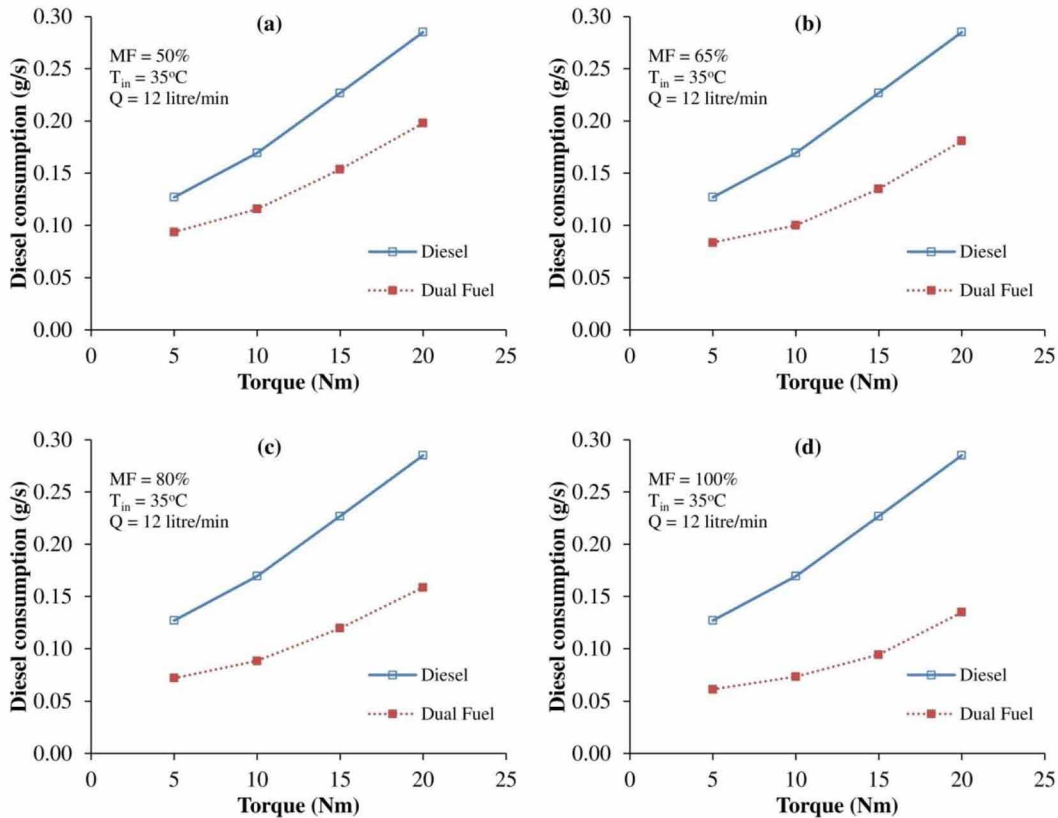 (a)
MF = 50%
T_in = 35°C
Q = 12 litre/min
Diesel consumption (g/s)
0.30
0.25
0.20
0.15
0.10
0.05
0.00
Diesel
Dual Fuel
0 5 10 15 20 25
Torque (Nm)
(b)
MF = 65%
T_in = 35°C
Q = 12 litre/min
Diesel consumption (g/s)
0.30
0.25
0.20
0.15
0.10
0.05
0.00
Diesel
Dual Fuel
0 5 10 15 20 25
Torque (Nm)
(c)
MF = 80%
T_in = 35°C
Q = 12 litre/min
Diesel consumption (g/s)
0.30
0.25
0.20
0.15
0.10
0.05
0.00
Diesel
Dual Fuel
0 5 10 15 20 25
Torque (Nm)
(d)
MF = 100%
T_in = 35°C
Q = 12 litre/min
Diesel consumption (g/s)
0.30
0.25
0.20
0.15
0.10
0.05
0.00
Diesel
Dual Fuel
0 5 10 15 20 25
Torque (Nm)